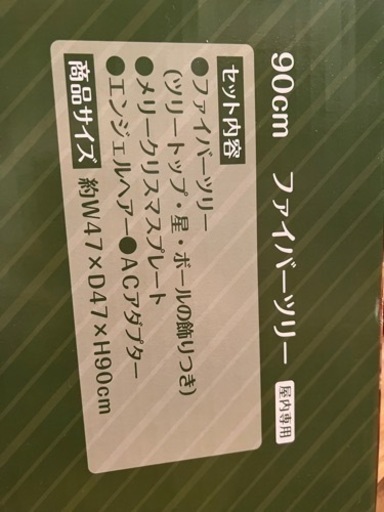 90cm ファイバーツリー 屋内専用
セット内容
●ファイバーツリー
(ツリートップ・星・ボールの飾りつき)
●メリークリスマスプレート
●エンジェルヘアー●ACアダプター
商品サイズ 約W47×D47×H90cm